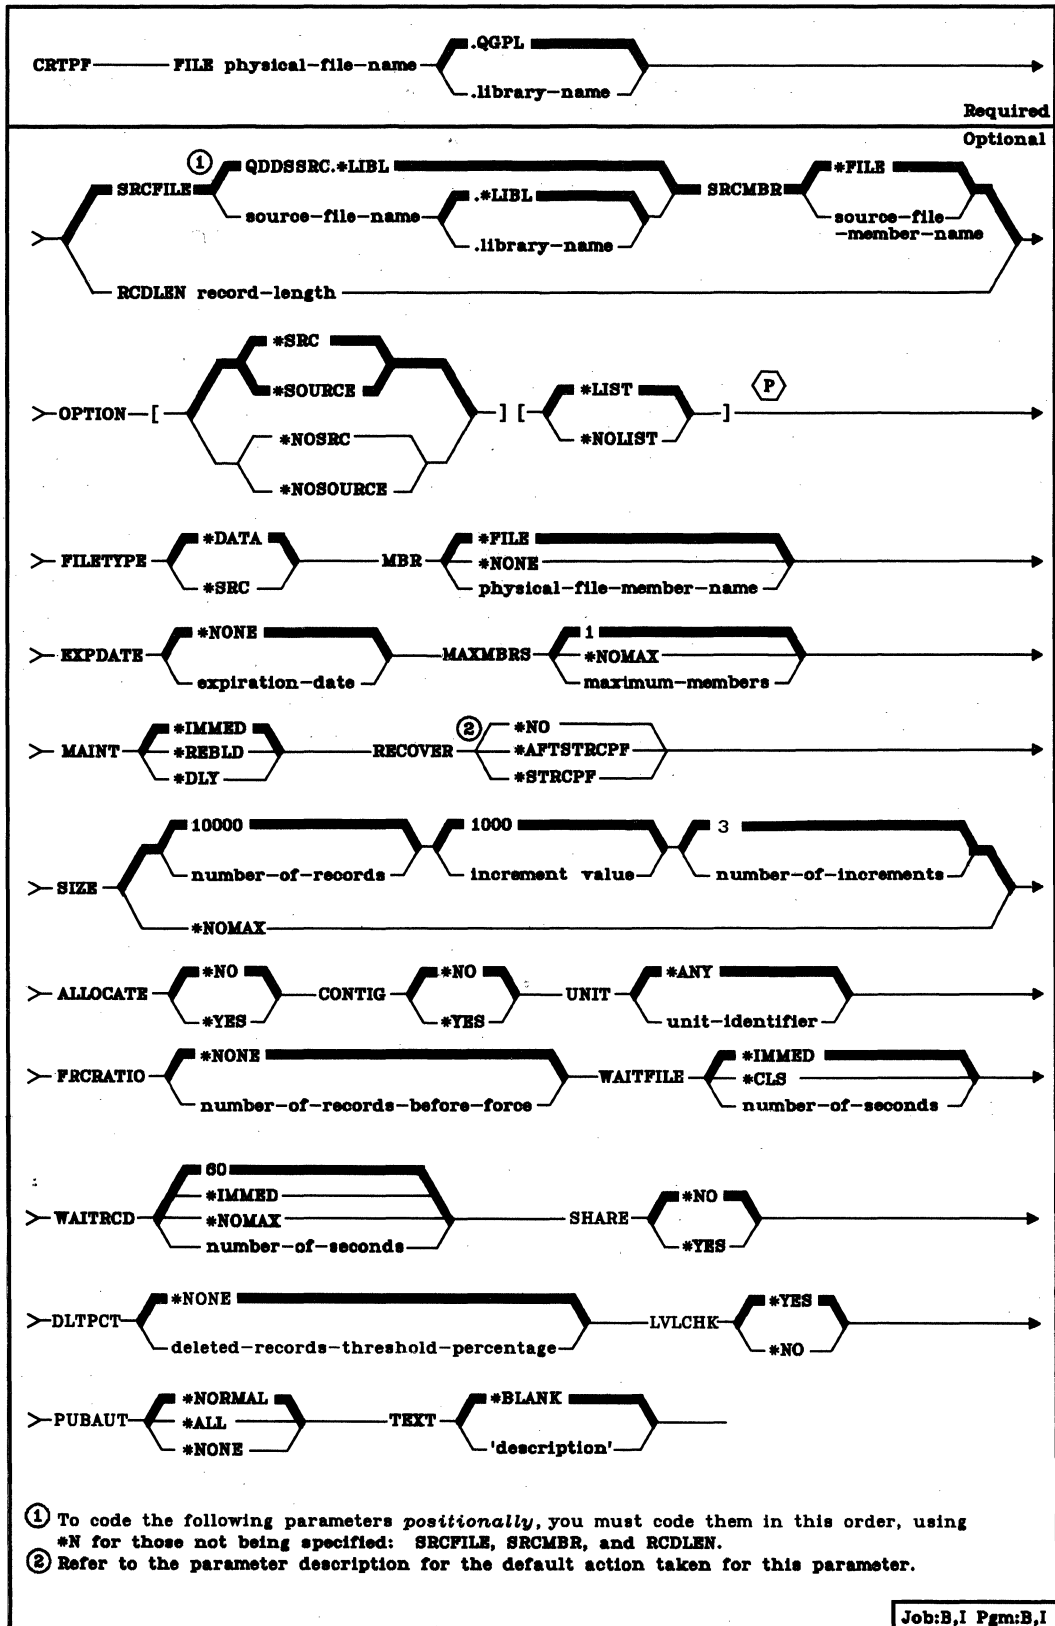 .QGPL
CRTPF FILE physical-file-name
.library-name
Required
Optional
① QDDSSRC.*LIBL *FILE
SRCFILE .*LIBL SRCMBR
source-file-name source-file
-member-name
.library-name
RCDLEN record-length
*SRC
*SOURCE *LIST P
>OPTION [ ] [ ]
*NOSRC *NOLIST
*NOSOURCE
*DATA *FILE
> FILETYPE MBR *NONE
*SRC physical-file-member-name
*NONE 1
> EXPDATE MAXMBRS *NOMAX
expiration-date maximum-members
*IMMED ② *NO
> MAINT *REBLD RECOVER *AFTSTRCPF
*DLY *STRCPF
10000 1000 3
number-of-records increment value number-of-increments
> SIZE
*NOMAX
*NO *NO *ANY
> ALLOCATE CONTIG UNIT
*YES *YES unit-identifier
*NONE *IMMED
> FRCRATIO WAITFILE *CLS
number-of-records-before-force number-of-seconds
60
*IMMED *NO
> WAITRCD *NOMAX SHARE
number-of-seconds *YES
*NONE *YES
>DLTPCT LVLCHK
deleted-records-threshold-percentage *NO
*NORMAL *BLANK
>PUBAUT *ALL TEXT
*NONE 'description'
① To code the following parameters positionally, you must code them in this order, using
*N for those not being specified: SRCFILE, SRCMBR, and RCDLEN.
② Refer to the parameter description for the default action taken for this parameter.
Job:B,I Pgm:B,I